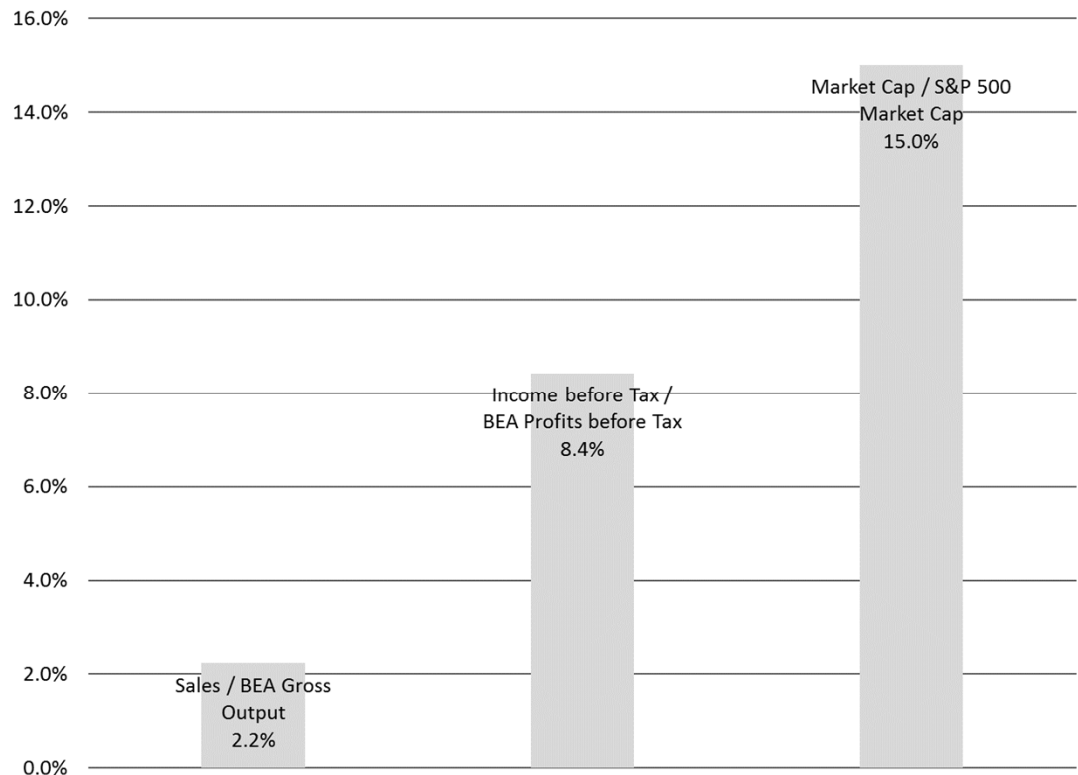 16.0%
Market Cap / S&P 500
14.0%
Market Cap
15.0%
12.0%
10.0%
8.0%
Income before Tax /
BEA Profits before Tax
8.4%
6.0%
4.0%
2.0%
Sales / BEA Gross
Output
2.2%
0.0%